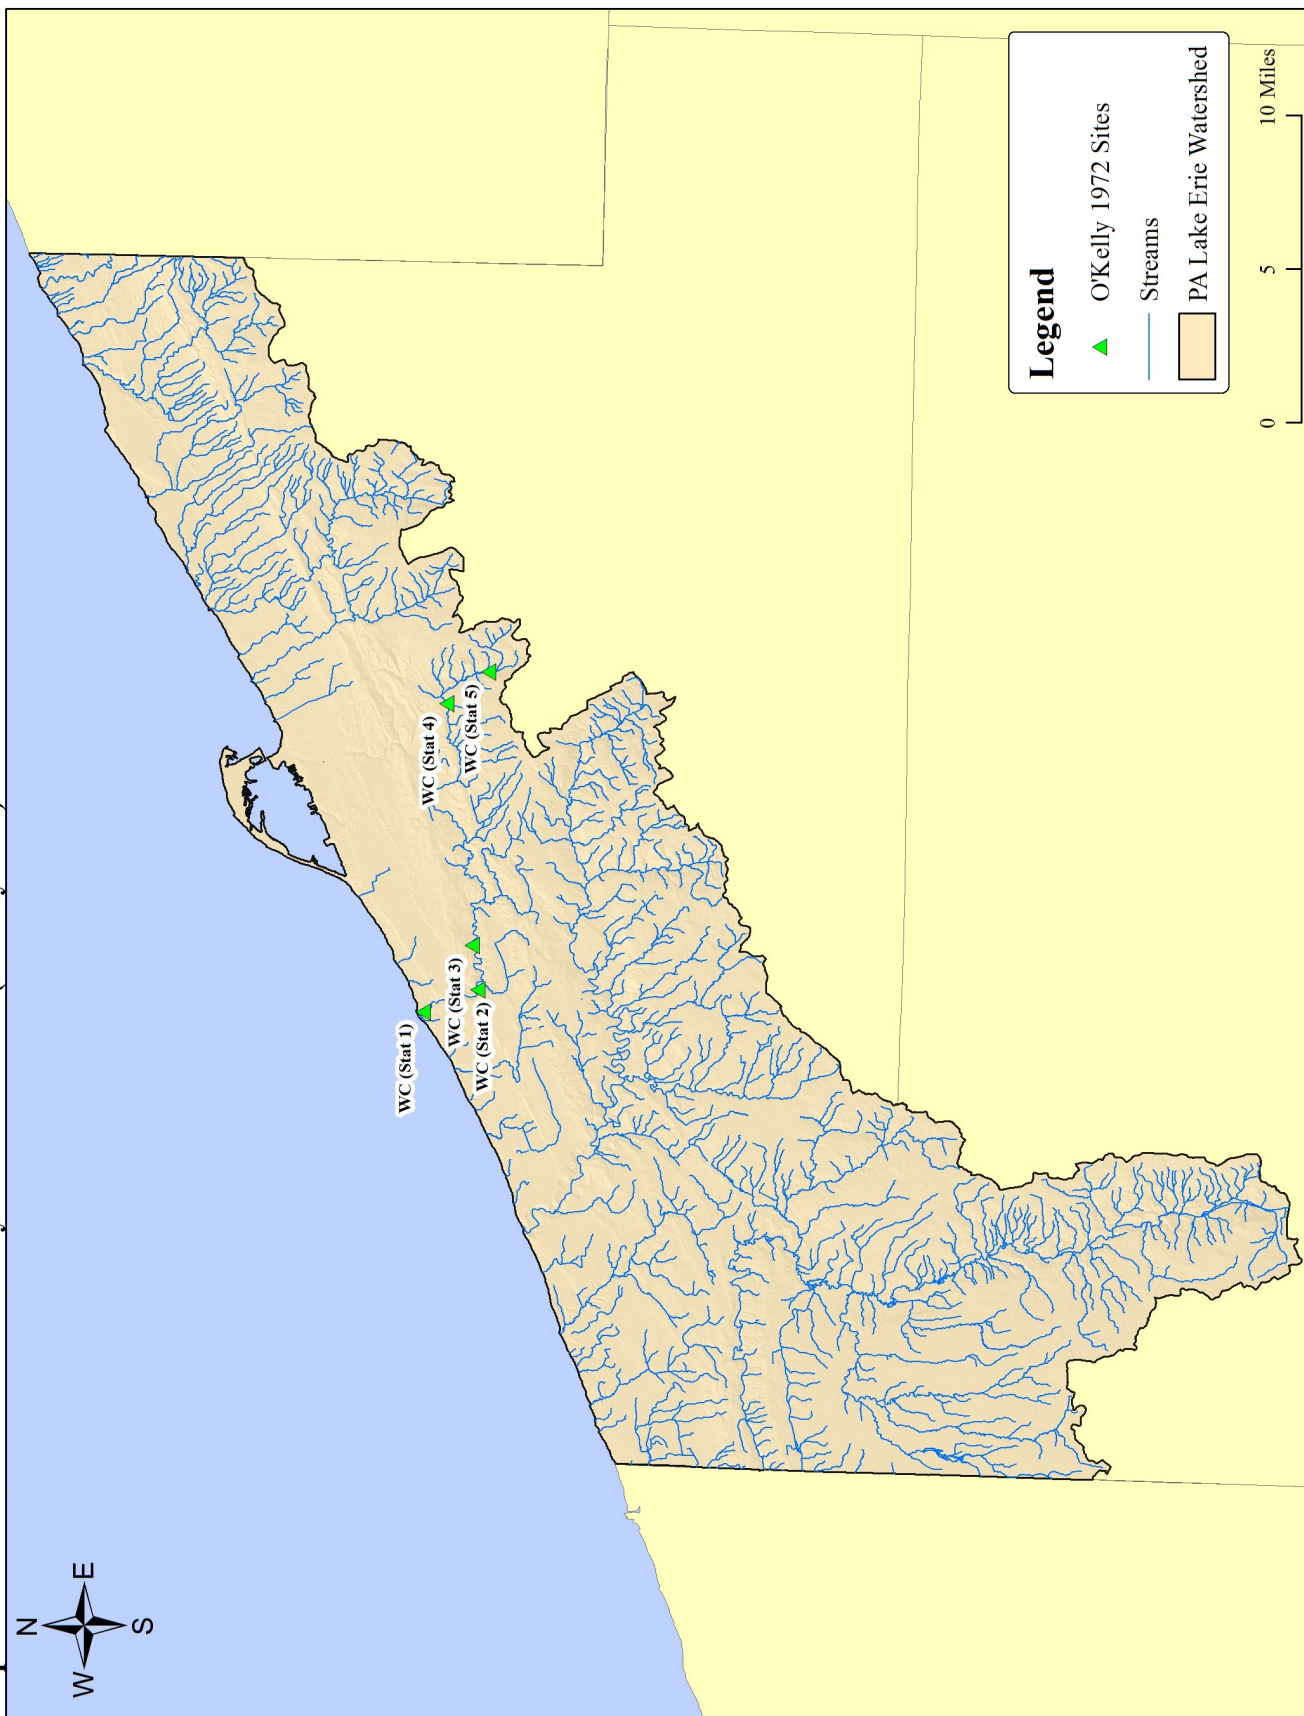 N
W
E
S
WC (Stat 1)
WC (Stat 3)
WC (Stat 2)
WC (Stat 4)
WC (Stat 5)
Legend
O'Kelly 1972 Sites
Streams
PA Lake Erie Watershed
0
5
10 Miles